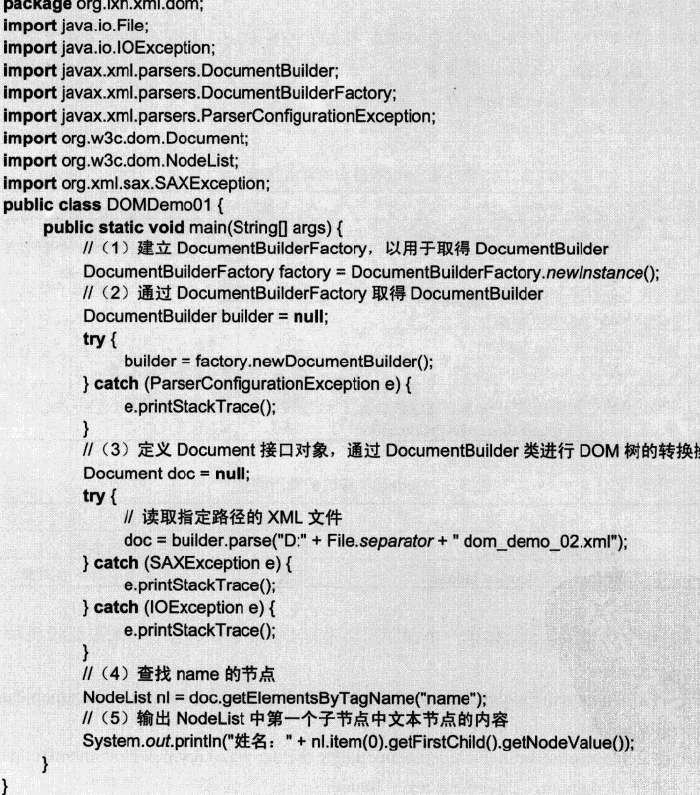 package org.lxh.xml.dom;
import java.io.File;
import java.io.IOException;
import javax.xml.parsers.DocumentBuilder;
import javax.xml.parsers.DocumentBuilderFactory;
import javax.xml.parsers.ParserConfigurationException;
import org.w3c.dom.Document;
import org.w3c.dom.NodeList;
import org.xml.sax.SAXException;
public class DOMDemo01 {
public static void main(String[] args) {
//（1）建立 DocumentBuilderFactory，以用于取得 DocumentBuilder
DocumentBuilderFactory factory = DocumentBuilderFactory.newInstance();
//（2）通过 DocumentBuilderFactory 取得 DocumentBuilder
DocumentBuilder builder = null;
try {
builder = factory.newDocumentBuilder();
} catch (ParserConfigurationException e) {
e.printStackTrace();
}
//（3）定义 Document 接口对象，通过 DocumentBuilder 类进行 DOM 树的转换
Document doc = null;
try {
// 读取指定路径的 XML 文件
doc = builder.parse("D:" + File.separator + " dom_demo_02.xml");
} catch (SAXException e) {
e.printStackTrace();
} catch (IOException e) {
e.printStackTrace();
}
//（4）查找 name 的节点
NodeList nl = doc.getElementsByTagName("name");
//（5）输出 NodeList 中第一个子节点中文本节点的内容
System.out.println("姓名：" + nl.item(0).getFirstChild().getNodeValue());
}
}